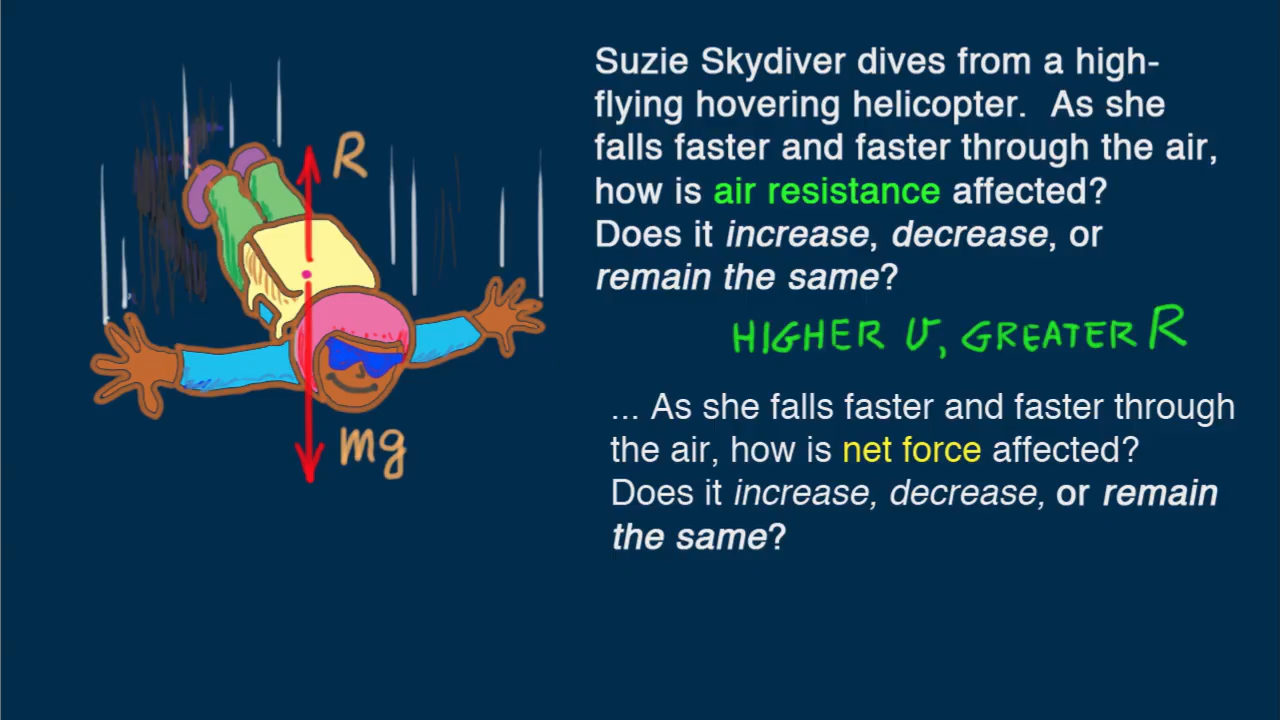 Suzie Skydiver dives from a high-
flying hovering helicopter. As she
falls faster and faster through the air,
how is air resistance affected?
Does it increase, decrease, or
remain the same?
HIGHER v, GREATER R
... As she falls faster and faster through
the air, how is net force affected?
Does it increase, decrease, or remain
the same?
R
mg